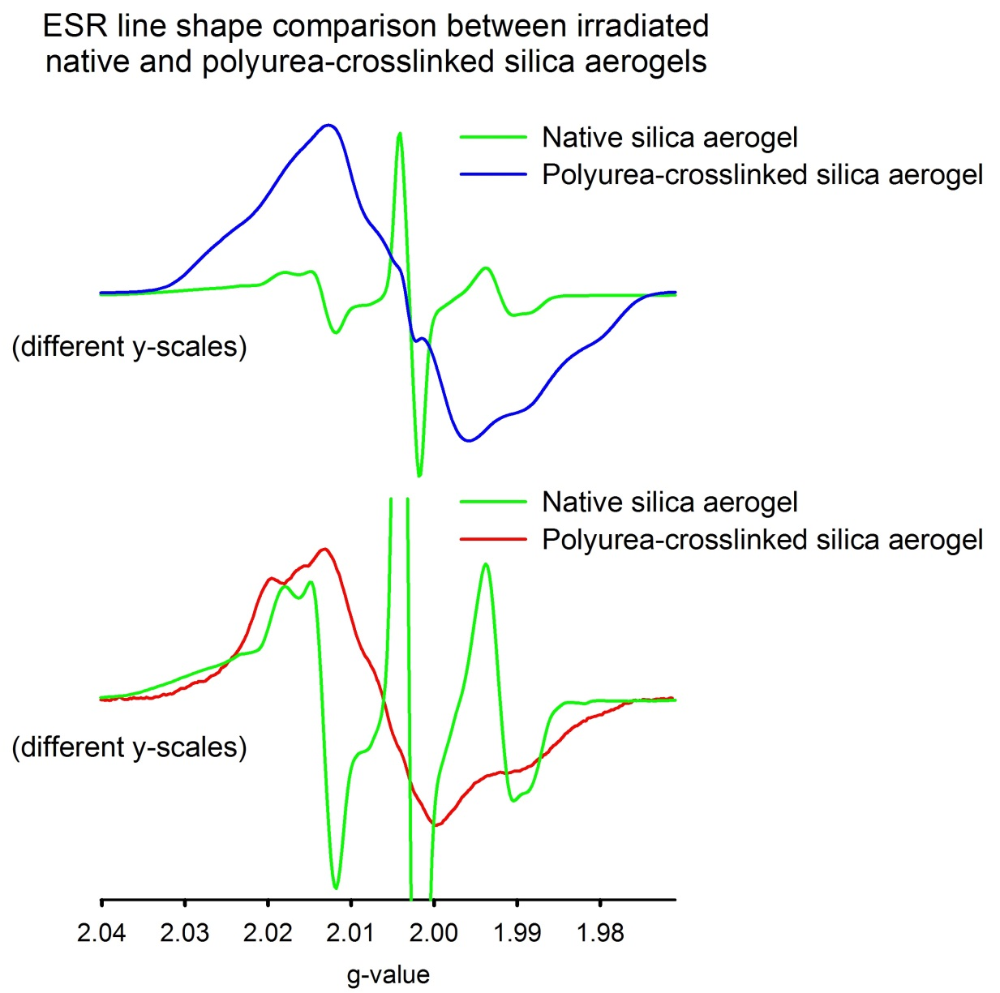 ESR line shape comparison between irradiated
native and polyurea-crosslinked silica aerogels
Native silica aerogel
Polyurea-crosslinked silica aerogel
(different y-scales)
Native silica aerogel
Polyurea-crosslinked silica aerogel
(different y-scales)
2.04 2.03 2.02 2.01 2.00 1.99 1.98
g-value